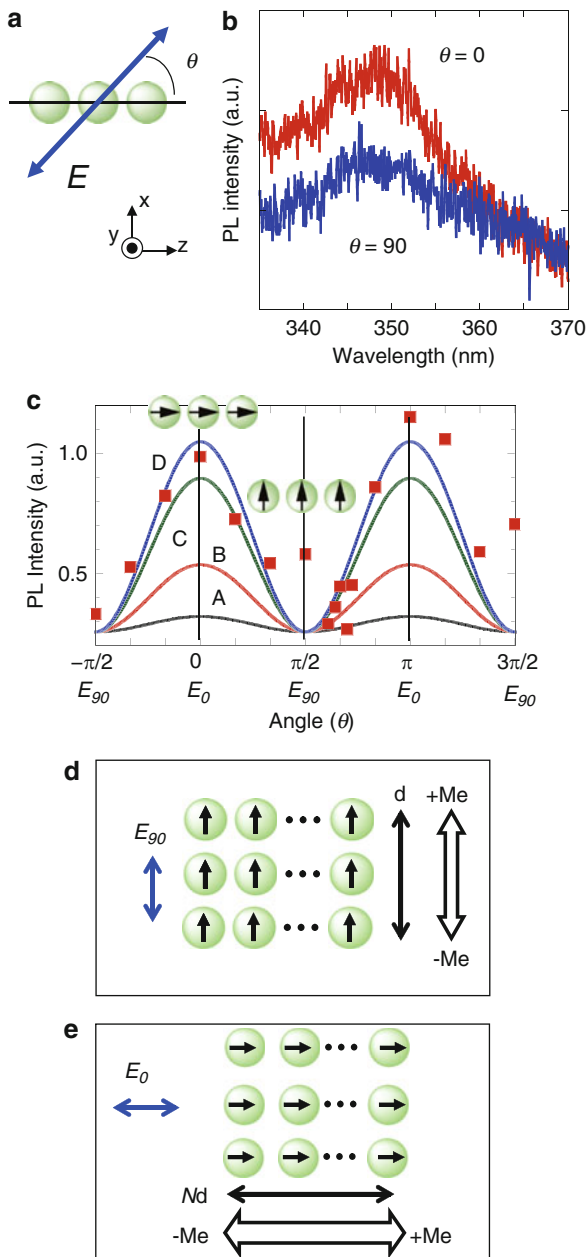 a
θ
E
x
y
z
b
θ = 0
θ = 90
PL intensity (a.u.)
340 350 360 370
Wavelength (nm)
c
PL Intensity (a.u.)
1.0
0.5
D
C
B
A
−π/2 0 π/2 π 3π/2
E90 E0 E90 E0 E90
Angle (θ)
d
E90
d
+Me
-Me
e
E0
Nd
-Me
+Me